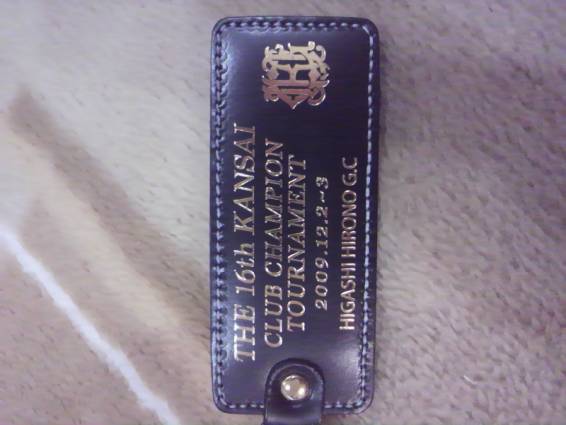 THE 16th KANSAI
CLUB CHAMPION
TOURNAMENT
2009.12.2~3
HIGASHI HIRONO G.C